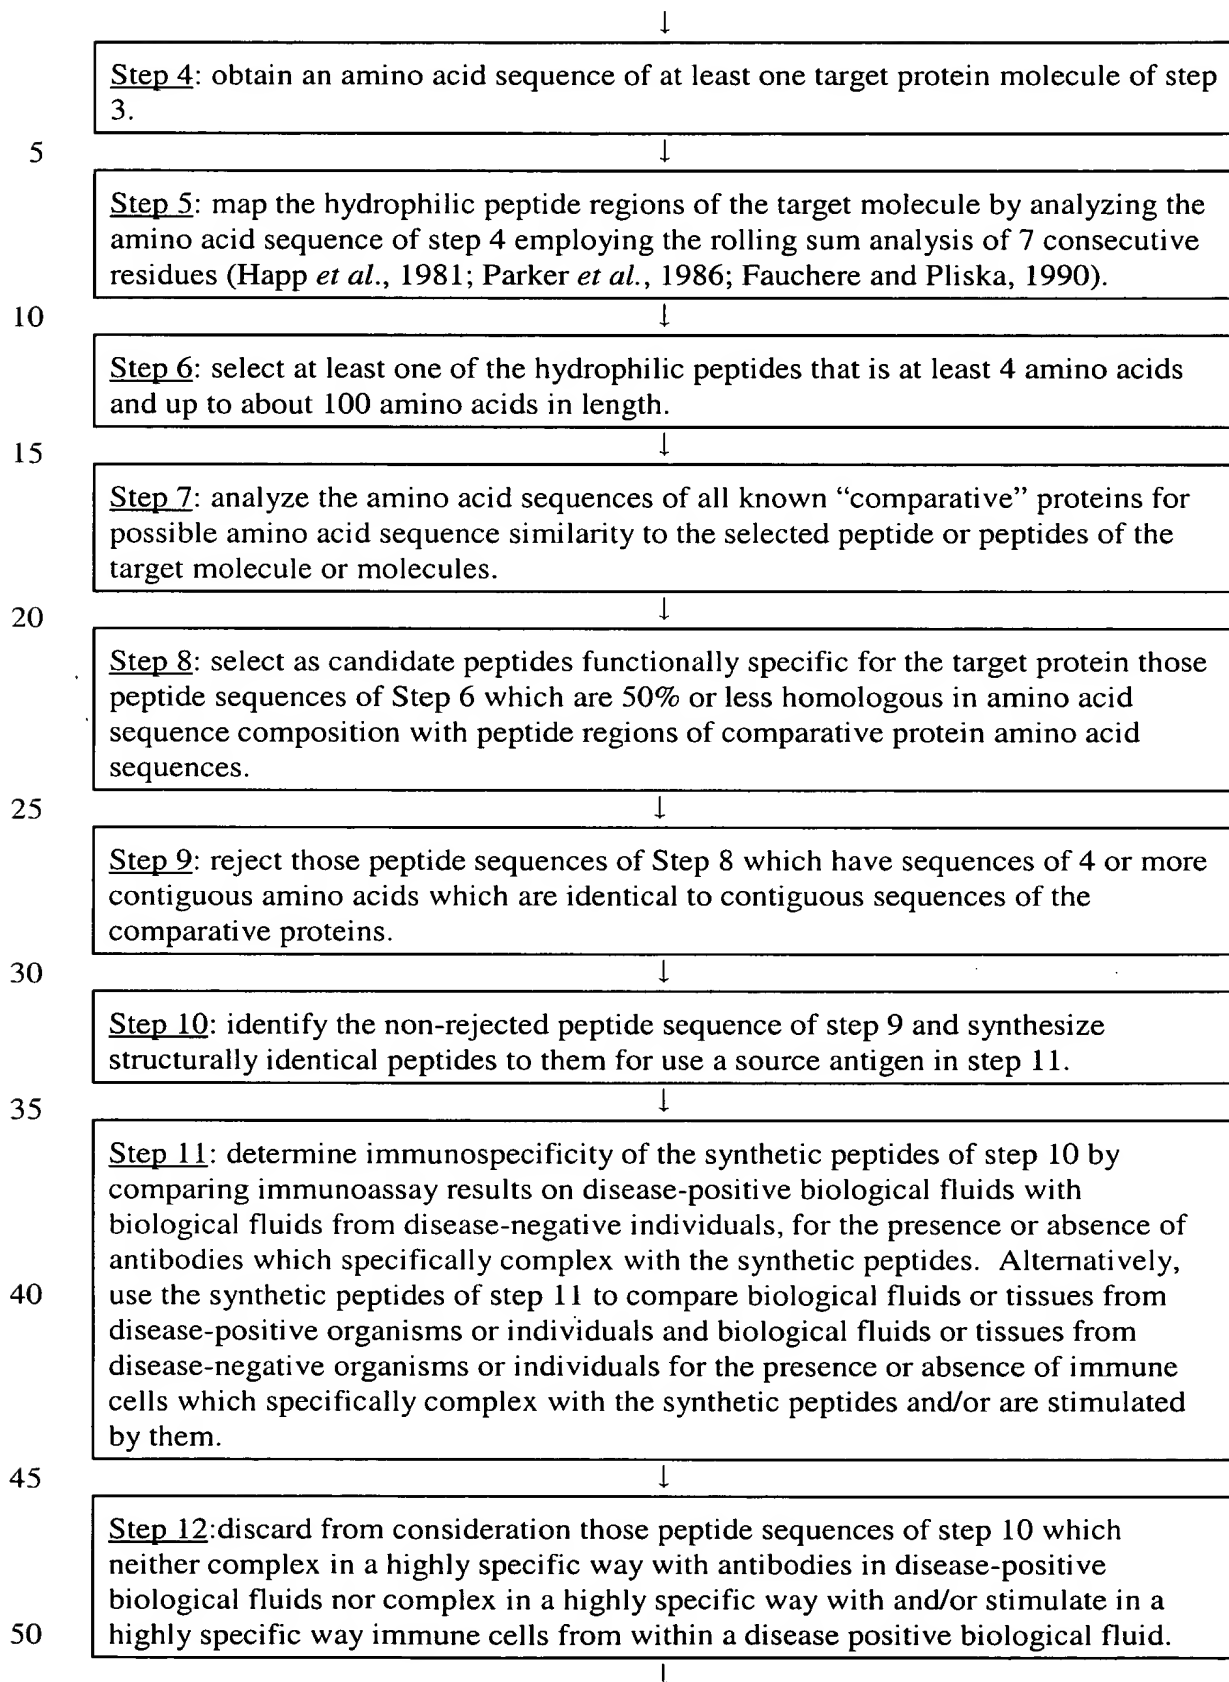 ↓
Step 4: obtain an amino acid sequence of at least one target protein molecule of step
3.
5 ↓
Step 5: map the hydrophilic peptide regions of the target molecule by analyzing the
amino acid sequence of step 4 employing the rolling sum analysis of 7 consecutive
residues (Happ et al., 1981; Parker et al., 1986; Fauchere and Pliska, 1990).
10 ↓
Step 6: select at least one of the hydrophilic peptides that is at least 4 amino acids
and up to about 100 amino acids in length.
15 ↓
Step 7: analyze the amino acid sequences of all known “comparative” proteins for
possible amino acid sequence similarity to the selected peptide or peptides of the
target molecule or molecules.
20 ↓
Step 8: select as candidate peptides functionally specific for the target protein those
peptide sequences of Step 6 which are 50% or less homologous in amino acid
sequence composition with peptide regions of comparative protein amino acid
sequences.
25 ↓
Step 9: reject those peptide sequences of Step 8 which have sequences of 4 or more
contiguous amino acids which are identical to contiguous sequences of the
comparative proteins.
30 ↓
Step 10: identify the non-rejected peptide sequence of step 9 and synthesize
structurally identical peptides to them for use a source antigen in step 11.
35 ↓
Step 11: determine immunospecificity of the synthetic peptides of step 10 by
comparing immunoassay results on disease-positive biological fluids with
biological fluids from disease-negative individuals, for the presence or absence of
antibodies which specifically complex with the synthetic peptides. Alternatively,
40 use the synthetic peptides of step 11 to compare biological fluids or tissues from
disease-positive organisms or individuals and biological fluids or tissues from
disease-negative organisms or individuals for the presence or absence of immune
cells which specifically complex with the synthetic peptides and/or are stimulated
by them.
45 ↓
Step 12:discard from consideration those peptide sequences of step 10 which
neither complex in a highly specific way with antibodies in disease-positive
biological fluids nor complex in a highly specific way with and/or stimulate in a
50 highly specific way immune cells from within a disease positive biological fluid.